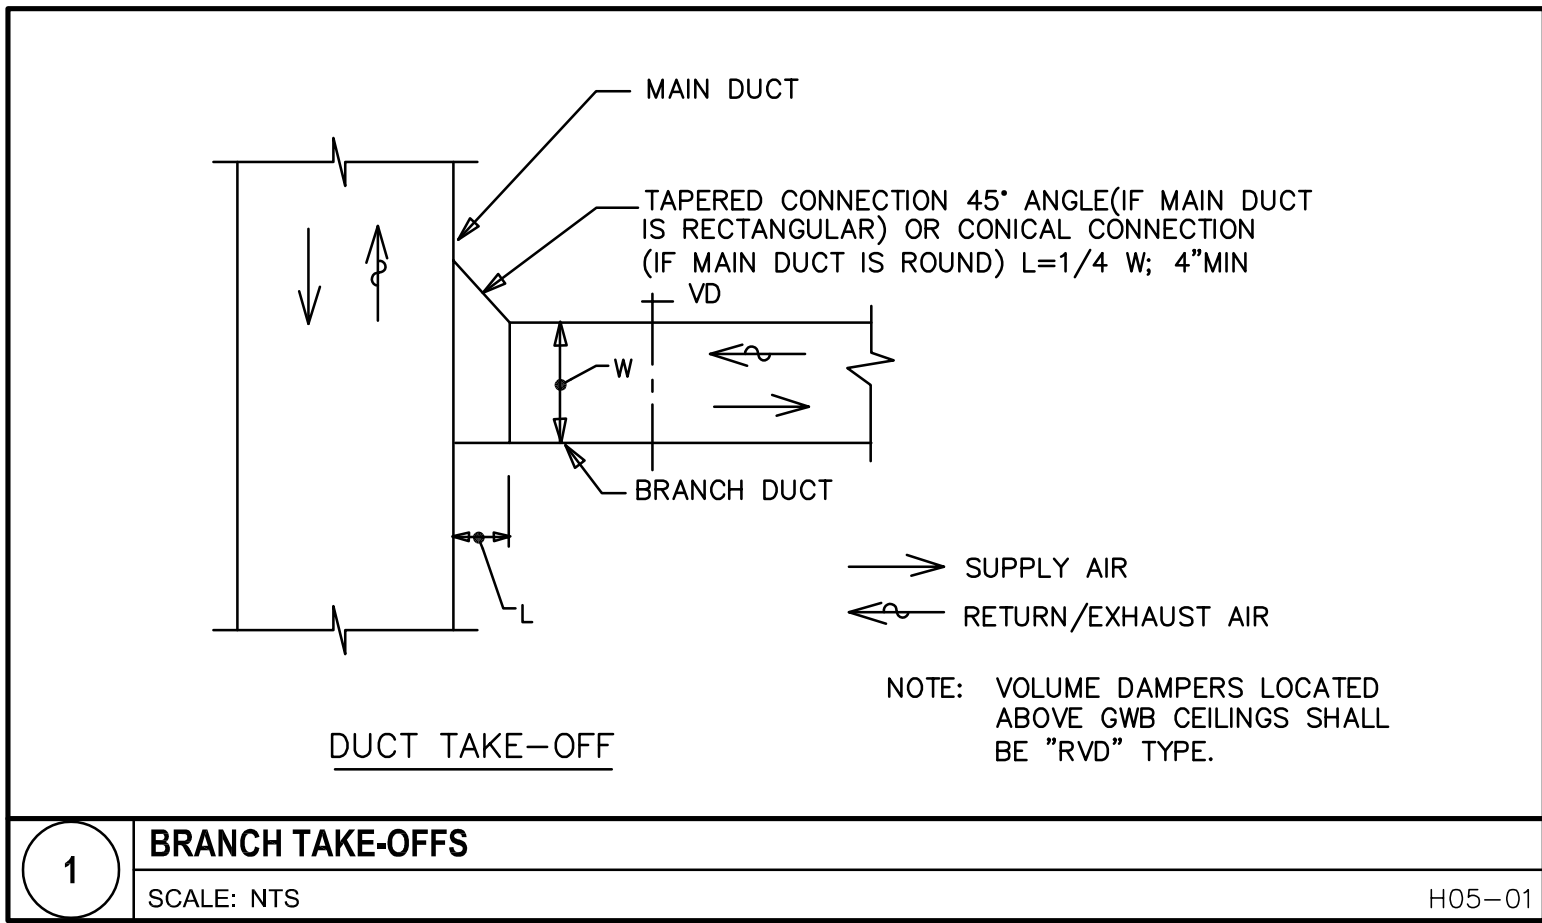 MAIN DUCT
TAPERED CONNECTION 45° ANGLE(IF MAIN DUCT
IS RECTANGULAR) OR CONICAL CONNECTION
(IF MAIN DUCT IS ROUND) L=1/4 W; 4"MIN
VD
W
BRANCH DUCT
L
SUPPLY AIR
RETURN/EXHAUST AIR
NOTE: VOLUME DAMPERS LOCATED
ABOVE GWB CEILINGS SHALL
BE "RVD" TYPE.
DUCT TAKE-OFF
1
BRANCH TAKE-OFFS
SCALE: NTS
H05-01